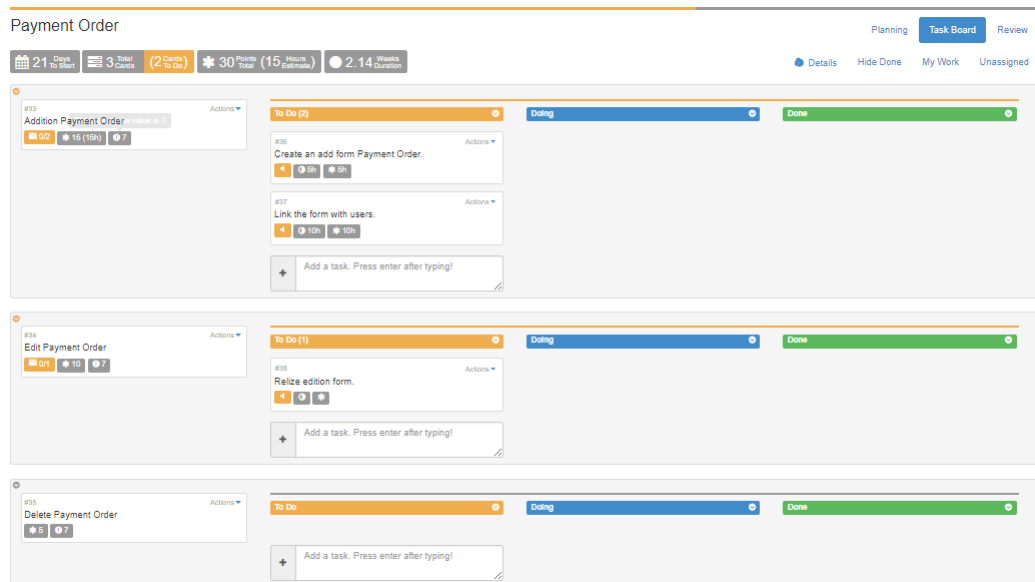 Payment Order
Planning Task Board Review
21 Days To Start 3 Total Cards (2 Cards To Do) 30 Points Total (15 Hours Estimate) 2.14 Weeks Duration
Details Hide Done My Work Unassigned
#33 Actions
Addition Payment Order value is 7
0/2 15 (15h) 7
To Do (2) Doing Done
#36 Actions
Create an add form Payment Order.
5h 5h
#37 Actions
Link the form with users.
10h 10h
Add a task. Press enter after typing!
#34 Actions
Edit Payment Order
0/1 10 7
To Do (1) Doing Done
#38 Actions
Relize edition form.
Add a task. Press enter after typing!
#35 Actions
Delete Payment Order
5 7
To Do Doing Done
Add a task. Press enter after typing!